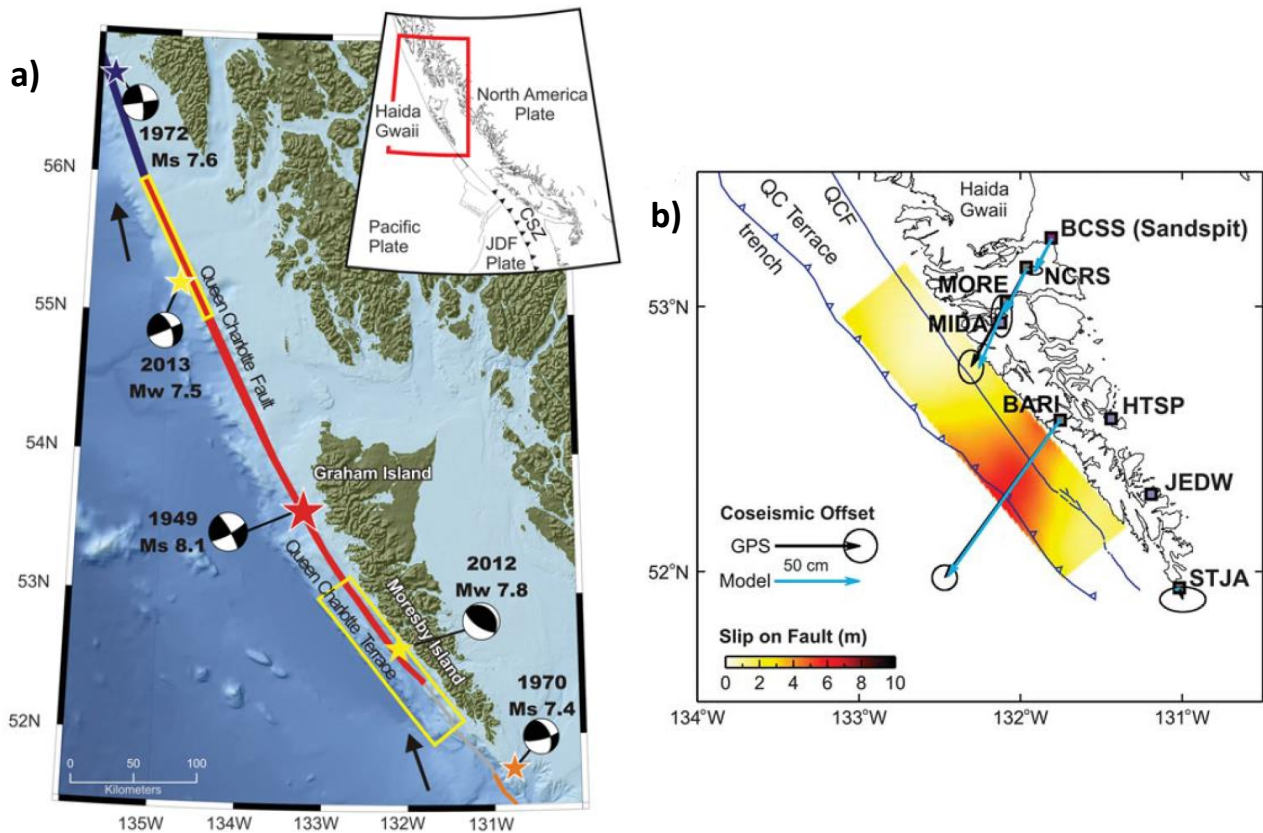 a)
1972
Ms 7.6
56N
55N
54N
53N
52N
Queen Charlotte Fault
2013
Mw 7.5
Graham Island
1949
Ms 8.1
2012
Mw 7.8
Queen Charlotte Terrace
Moresby Island
1970
Ms 7.4
0 50 100
Kilometers
135W 134W 133W 132W 131W
Haida
Gwaii
North America
Plate
Pacific
Plate
JDF
Plate
CSZ
b)
QCF
QC Terrace
trench
Haida
Gwaii
BCSS (Sandspit)
NCRS
MORE
MIDA
BARI
HTSP
JEDW
STJA
53°N
52°N
Coseismic Offset
GPS
50 cm
Model
Slip on Fault (m)
0 2 4 6 8 10
134°W 133°W 132°W 131°W